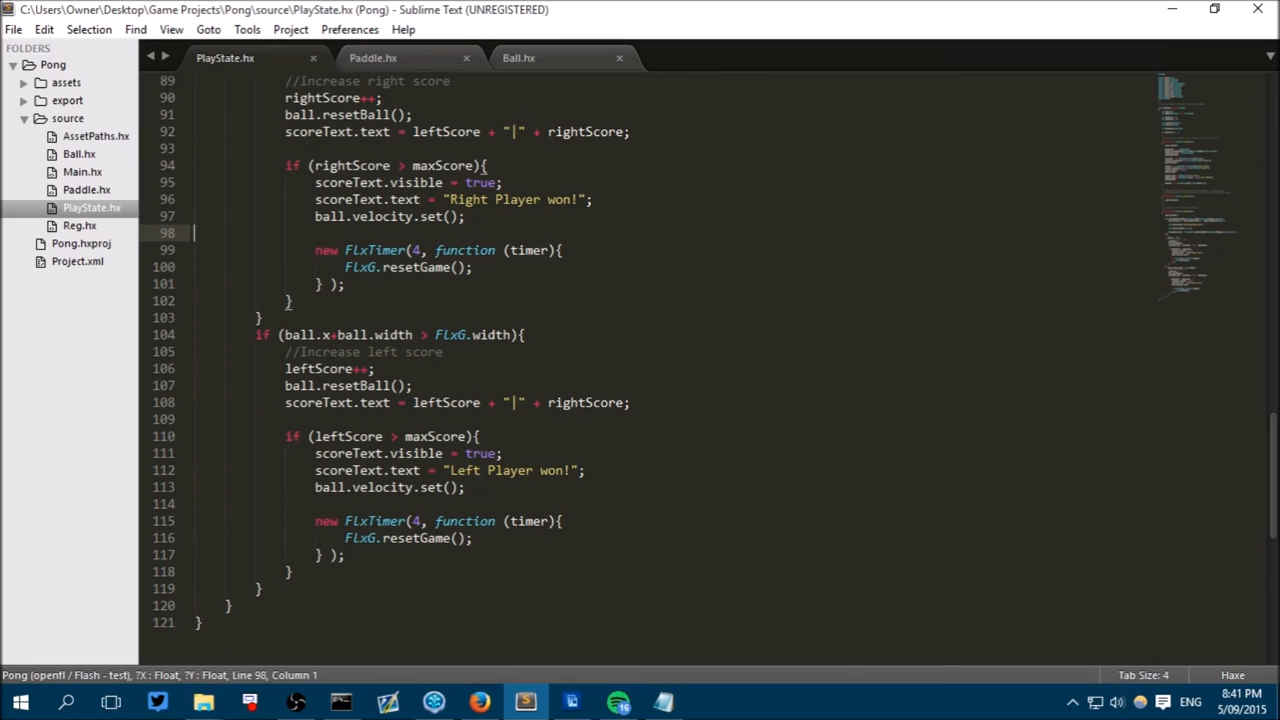 C:\Users\Owner\Desktop\Game Projects\Pong\source\PlayState.hx (Pong) - Sublime Text (UNREGISTERED)
File Edit Selection Find View Goto Tools Project Preferences Help
FOLDERS
Pong
assets
export
source
AssetPaths.hx
Ball.hx
Main.hx
Paddle.hx
PlayState.hx
Reg.hx
Pong.hxproj
Project.xml
PlayState.hx Paddle.hx Ball.hx
89 //Increase right score
90 rightScore++;
91 ball.resetBall();
92 scoreText.text = leftScore + "|" + rightScore;
93
94 if (rightScore > maxScore){
95 scoreText.visible = true;
96 scoreText.text = "Right Player won!";
97 ball.velocity.set();
98
99 new FlxTimer(4, function (timer){
100 FlxG.resetGame();
101 } );
102 }
103 }
104 if (ball.x+ball.width > FlxG.width){
105 //Increase left score
106 leftScore++;
107 ball.resetBall();
108 scoreText.text = leftScore + "|" + rightScore;
109
110 if (leftScore > maxScore){
111 scoreText.visible = true;
112 scoreText.text = "Left Player won!";
113 ball.velocity.set();
114
115 new FlxTimer(4, function (timer){
116 FlxG.resetGame();
117 } );
118 }
119 }
120 }
121 }
Pong (openfl / Flash - test), ?X : Float, ?Y : Float, Line 98, Column 1 Tab Size: 4 Haxe
16 ENG 8:41 PM
5/09/2015